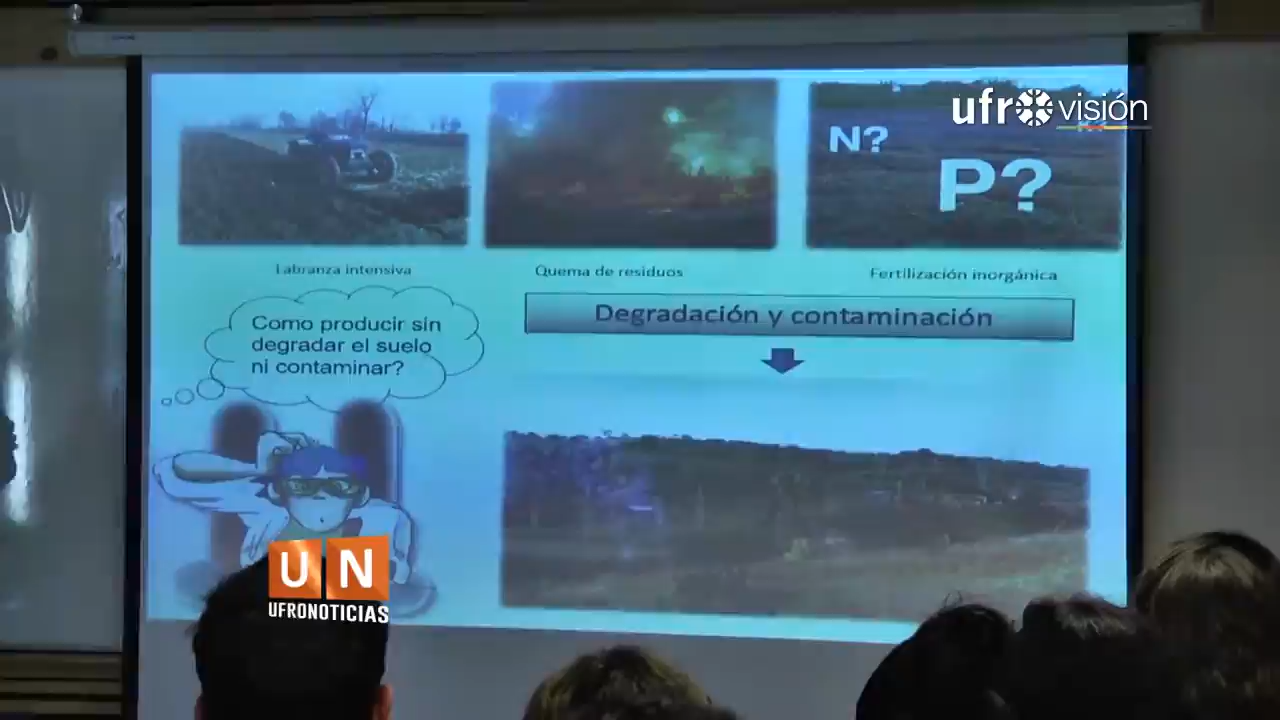 ufro visión
N?
P?
Labranza intensiva
Quema de residuos
Fertilización inorgánica
Degradación y contaminación
Como producir sin
degradar el suelo
ni contaminar?
UN
UFRONOTICIAS